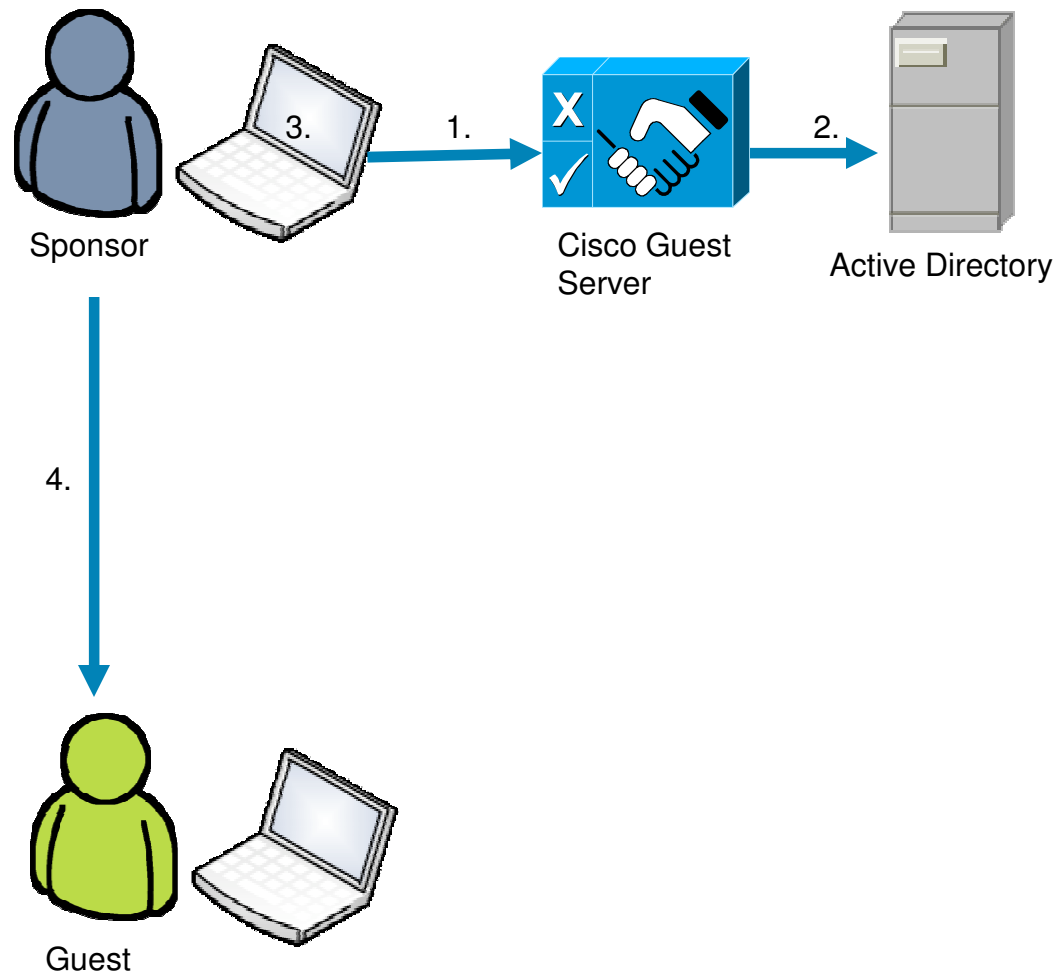 3.
1.
2.
Sponsor
Cisco Guest
Server
Active Directory
4.
Guest